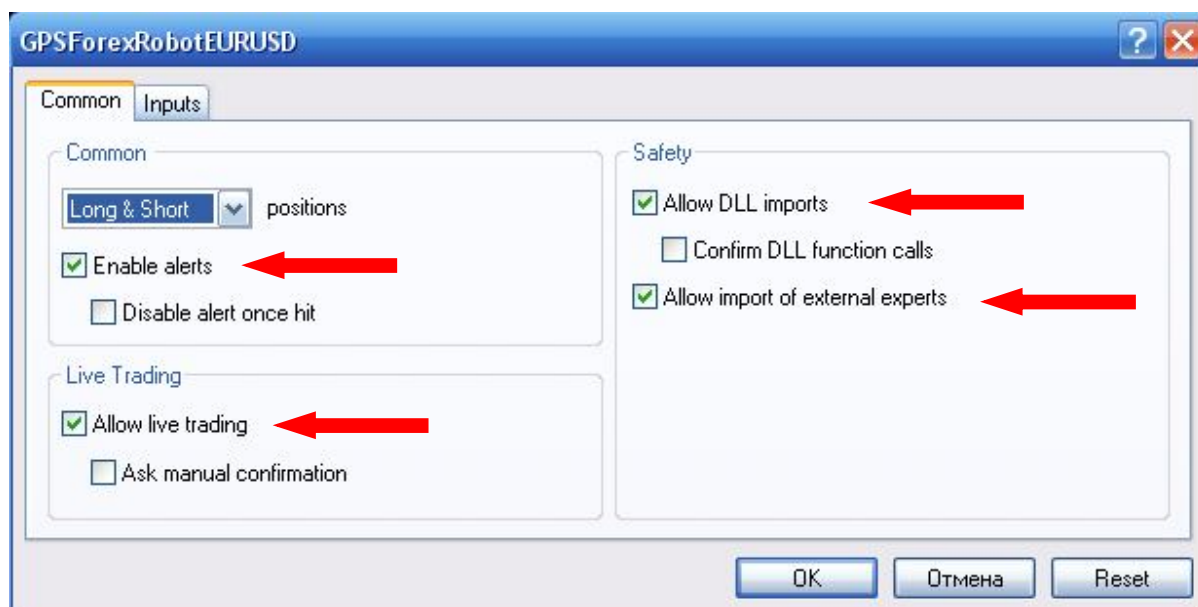 GPSForexRobotEURUSD
Common
Inputs
Common
Long & Short
positions
Enable alerts
Disable alert once hit
Live Trading
Allow live trading
Ask manual confirmation
Safety
Allow DLL imports
Confirm DLL function calls
Allow import of external experts
OK
Отмена
Reset